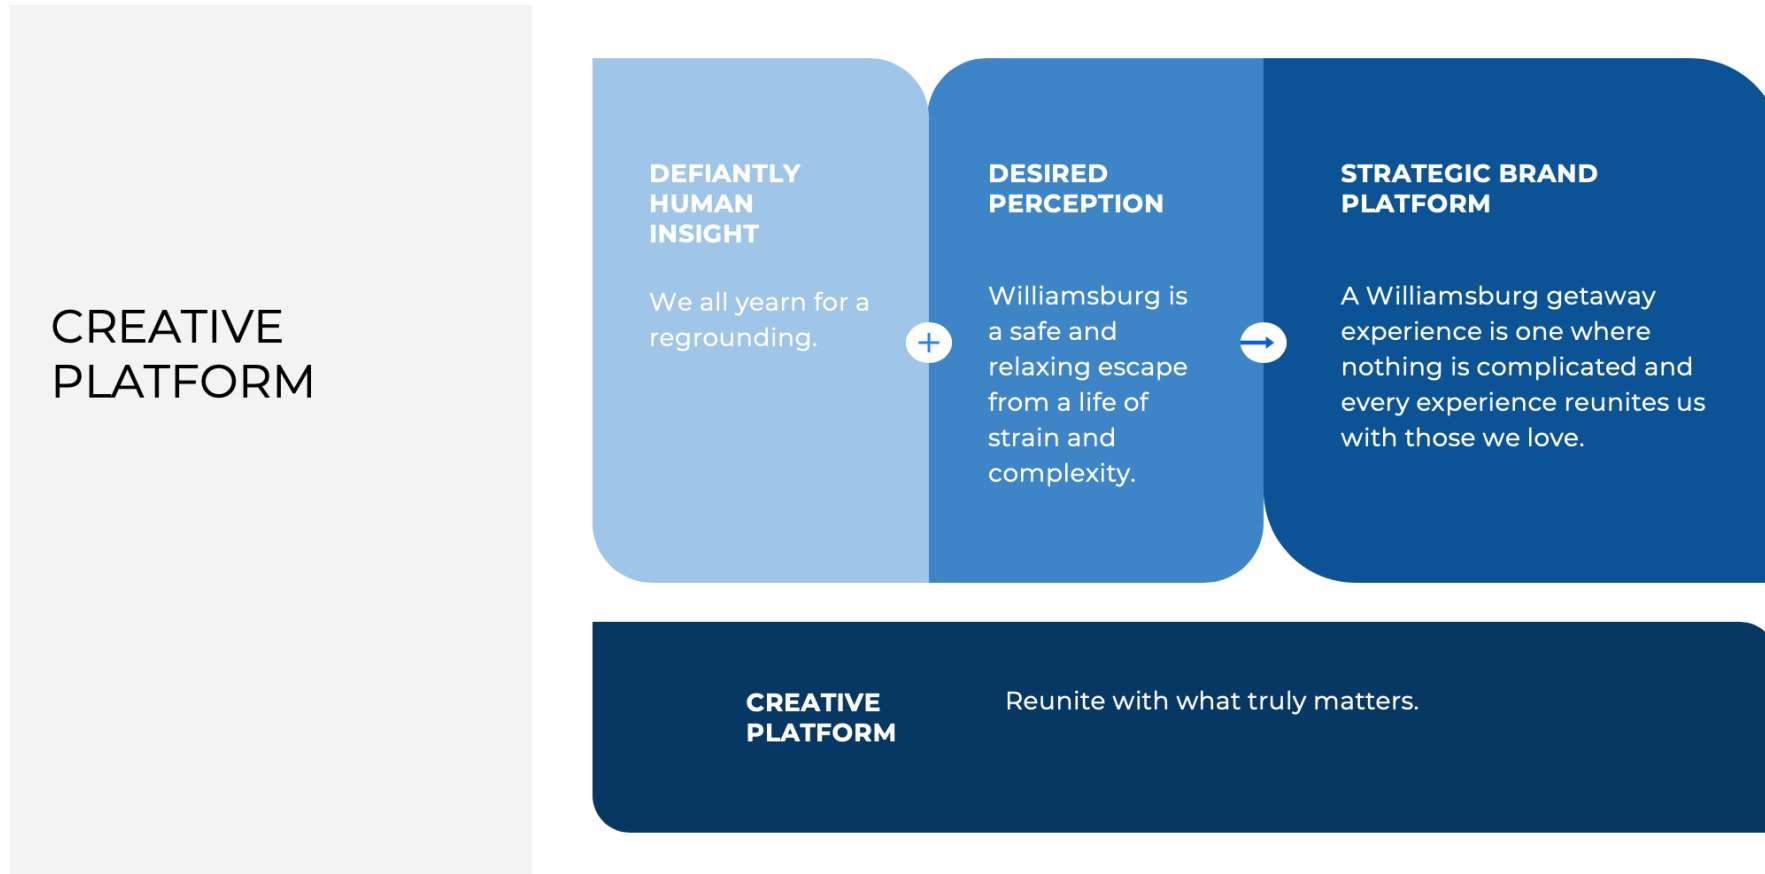 CREATIVE
PLATFORM
DEFIANTLY
HUMAN
INSIGHT
We all yearn for a
regrounding.
+
DESIRED
PERCEPTION
Williamsburg is
a safe and
relaxing escape
from a life of
strain and
complexity.
STRATEGIC BRAND
PLATFORM
A Williamsburg getaway
experience is one where
nothing is complicated and
every experience reunites us
with those we love.
CREATIVE
PLATFORM
Reunite with what truly matters.